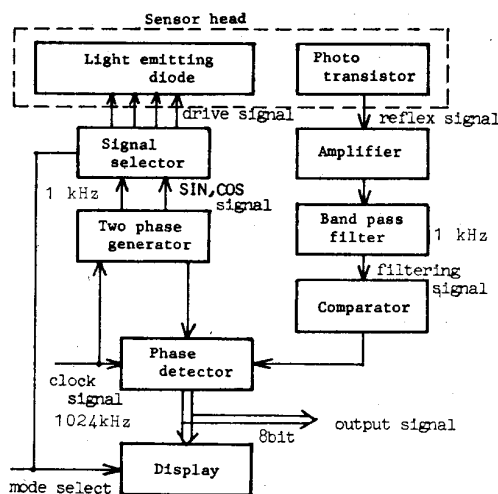 Sensor head
Light emitting
diode
Photo
transistor
drive signal
reflex signal
Signal
selector
Amplifier
1 kHz
SIN,COS
signal
Two phase
generator
Band pass
filter
1 kHz
filtering
signal
Comparator
Phase
detector
clock
signal
1024kHz
output signal
8bit
Display
mode select